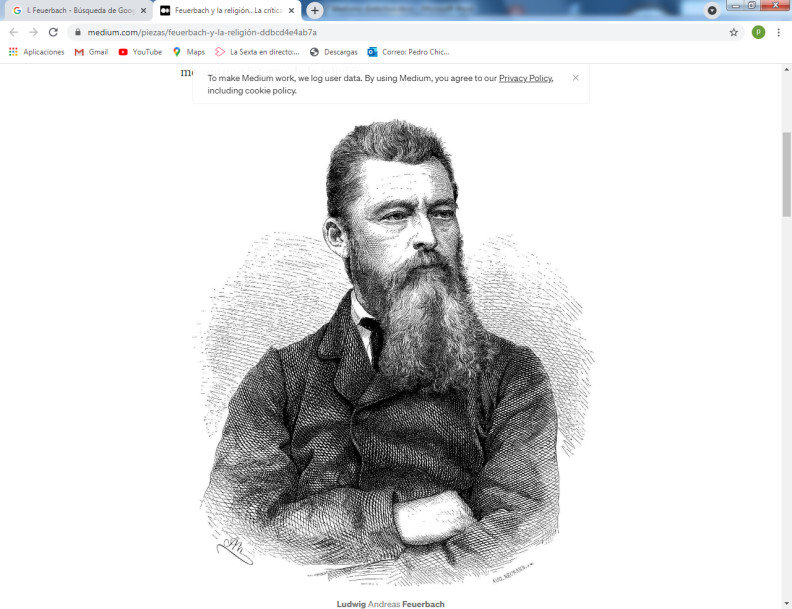 I. Feuerbach - Búsqueda de Goo
Feuerbach y la religión.. La crític
medium.com/piezas/feuerbach-y-la-religión-ddbcd4e4ab7a
P
Aplicaciones Gmail YouTube Maps La Sexta en directo:... Descargas Correo: Pedro Chic...
To make Medium work, we log user data. By using Medium, you agree to our Privacy Policy,
including cookie policy.
Ludwig Andreas Feuerbach